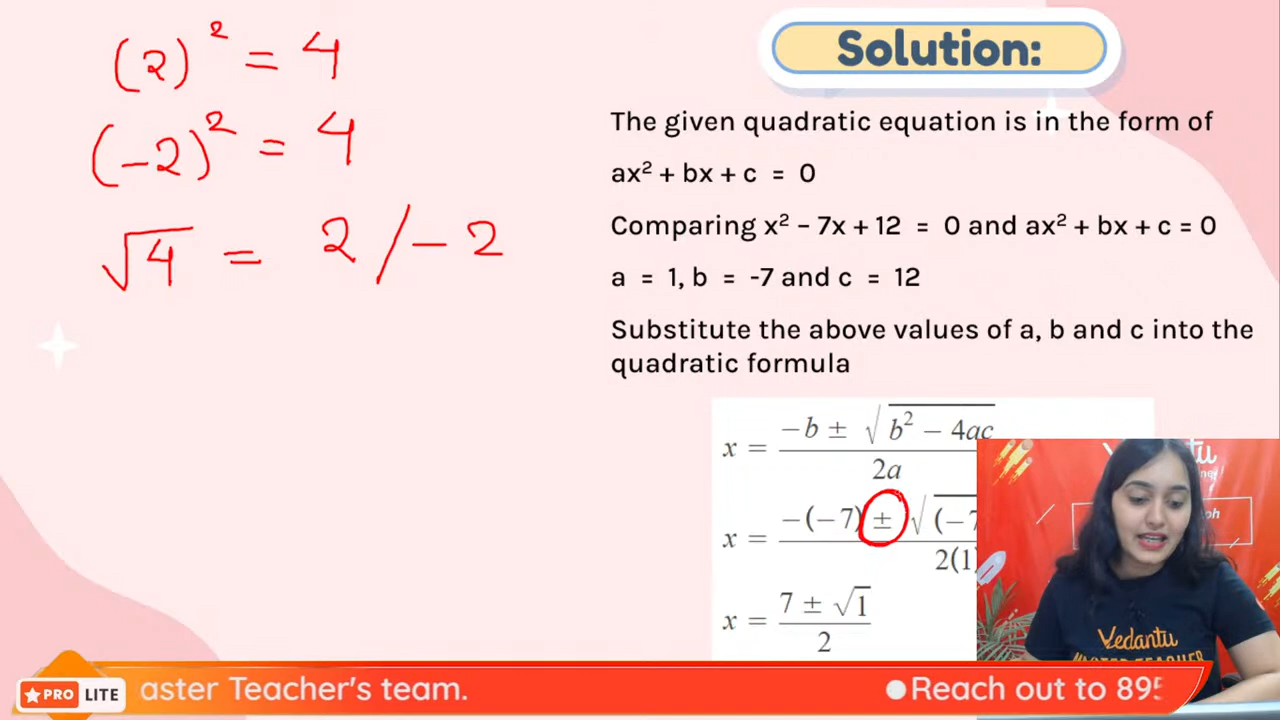 (2)² = 4
(-2)² = 4
√4 = 2 / -2
Solution:
The given quadratic equation is in the form of
ax² + bx + c = 0
Comparing x² – 7x + 12 = 0 and ax² + bx + c = 0
a = 1, b = -7 and c = 12
Substitute the above values of a, b and c into the
quadratic formula
x = (−b ± √(b² − 4ac)) / 2a
x = −(−7) ± √(−7 / 2(1)
x = (7 ± √1) / 2
Vedantu
PRO LITE
aster Teacher's team.
Reach out to 895